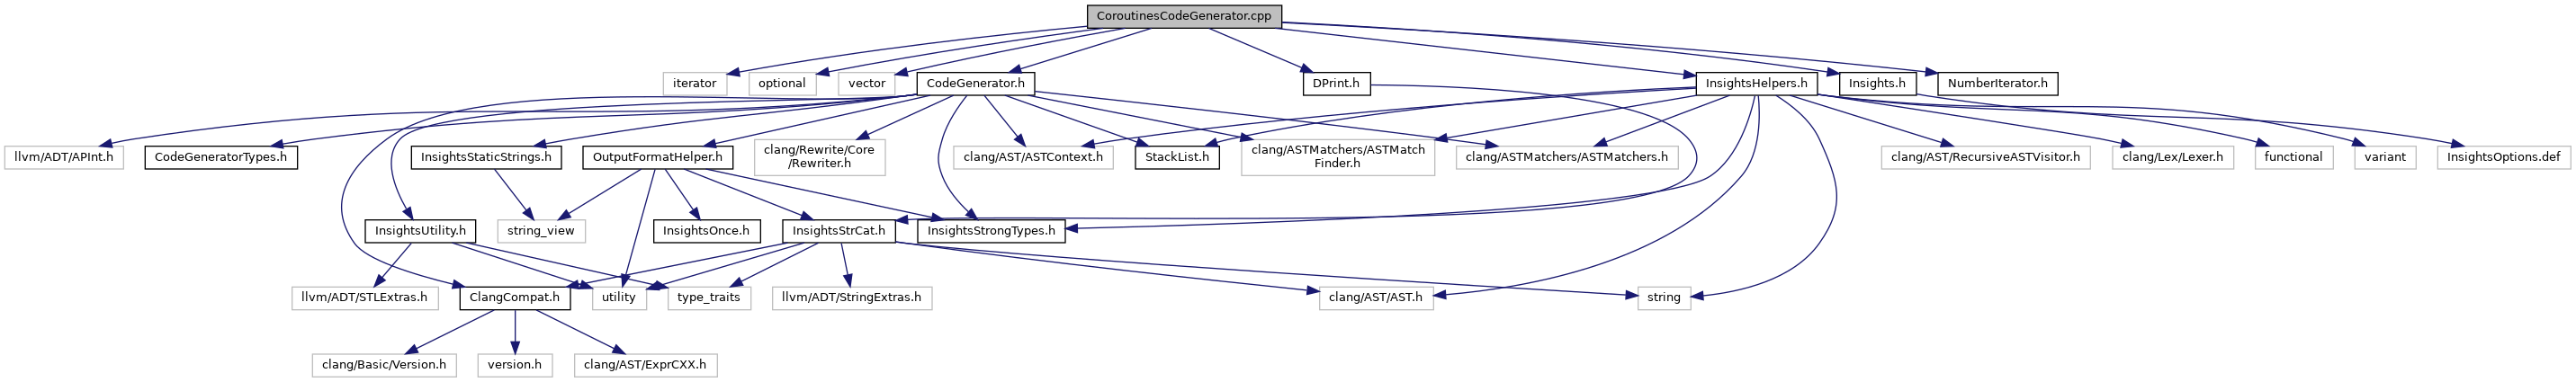 CoroutinesCodeGenerator.cpp
iterator
optional
vector
CodeGenerator.h
DPrint.h
InsightsHelpers.h
Insights.h
NumberIterator.h
llvm/ADT/APInt.h
CodeGeneratorTypes.h
InsightsStaticStrings.h
OutputFormatHelper.h
clang/Rewrite/Core
/Rewriter.h
clang/AST/ASTContext.h
StackList.h
clang/ASTMatchers/ASTMatch
Finder.h
clang/ASTMatchers/ASTMatchers.h
clang/AST/RecursiveASTVisitor.h
clang/Lex/Lexer.h
functional
variant
InsightsOptions.def
InsightsUtility.h
string_view
InsightsOnce.h
InsightsStrCat.h
InsightsStrongTypes.h
llvm/ADT/STLExtras.h
ClangCompat.h
utility
type_traits
llvm/ADT/StringExtras.h
clang/AST/AST.h
string
clang/Basic/Version.h
version.h
clang/AST/ExprCXX.h